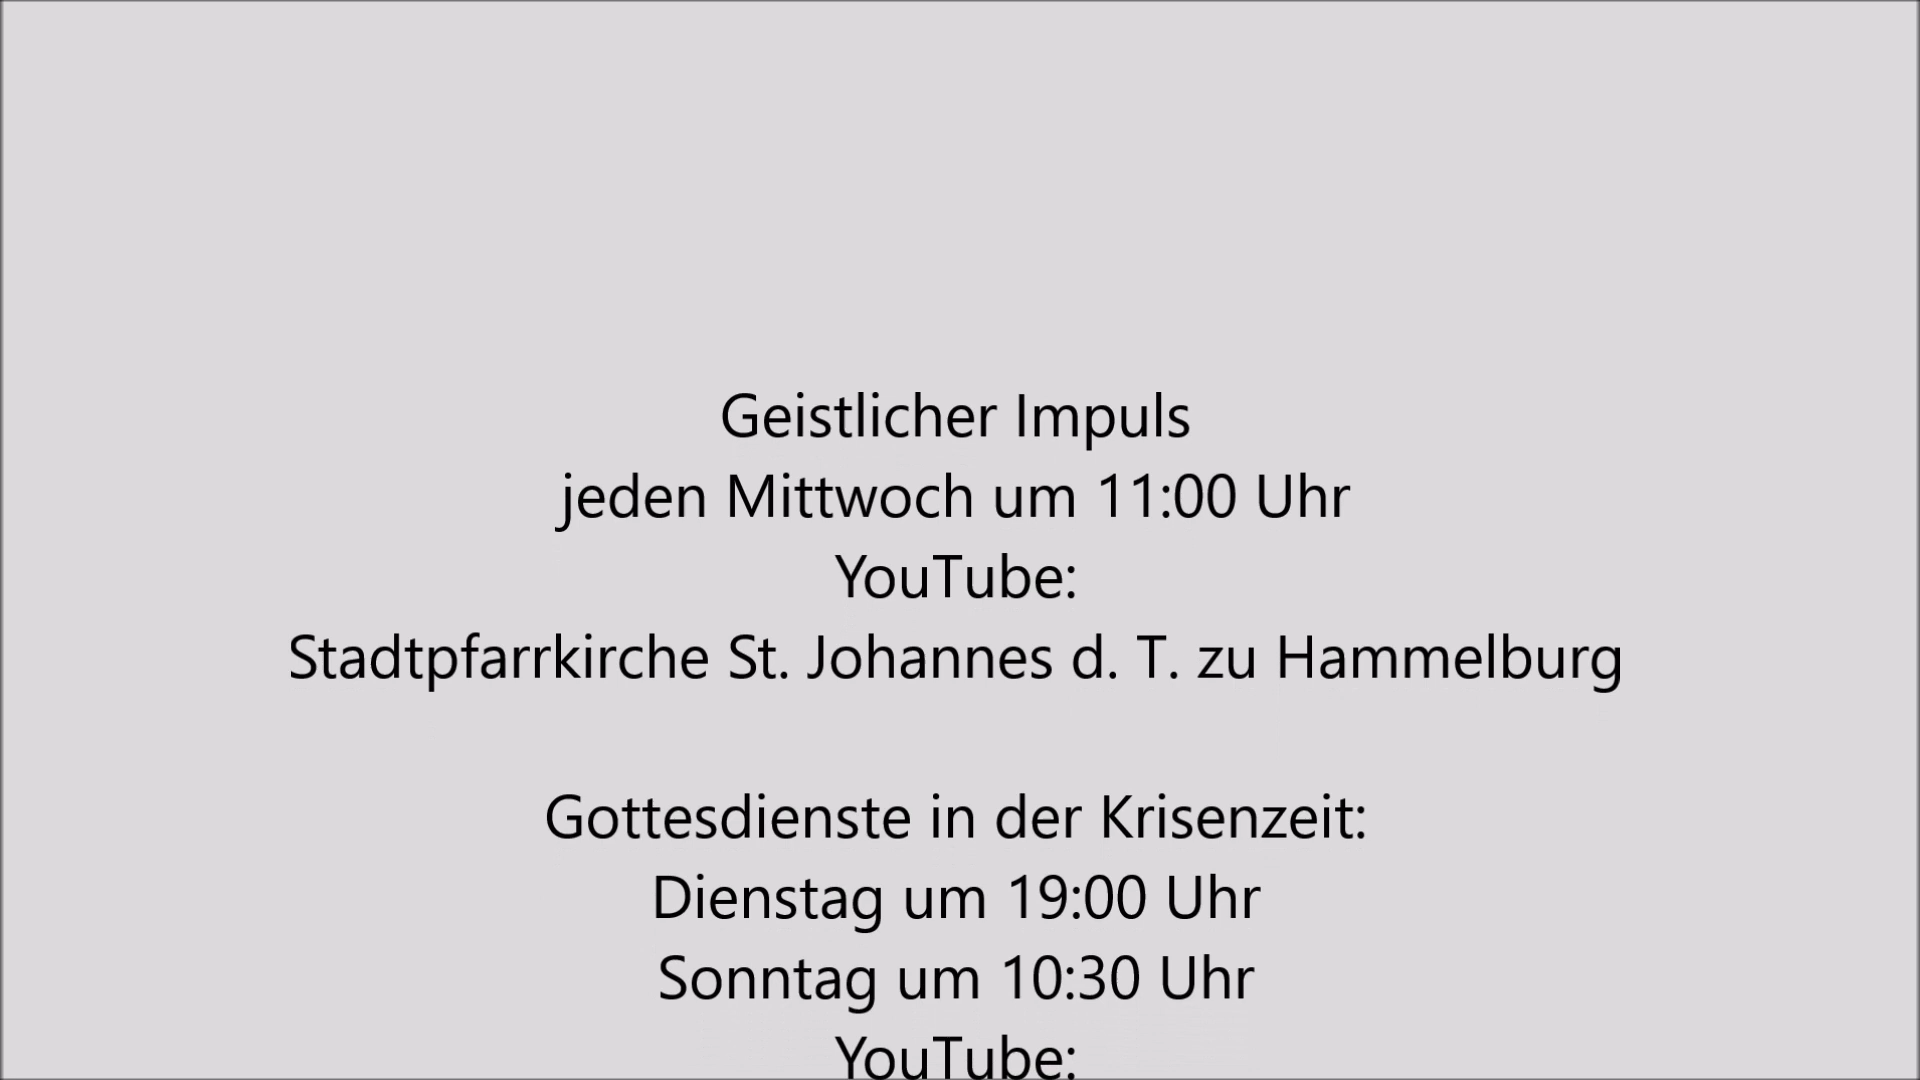 Geistlicher Impuls
jeden Mittwoch um 11:00 Uhr
YouTube:
Stadtpfarrkirche St. Johannes d. T. zu Hammelburg
Gottesdienste in der Krisenzeit:
Dienstag um 19:00 Uhr
Sonntag um 10:30 Uhr
YouTube: